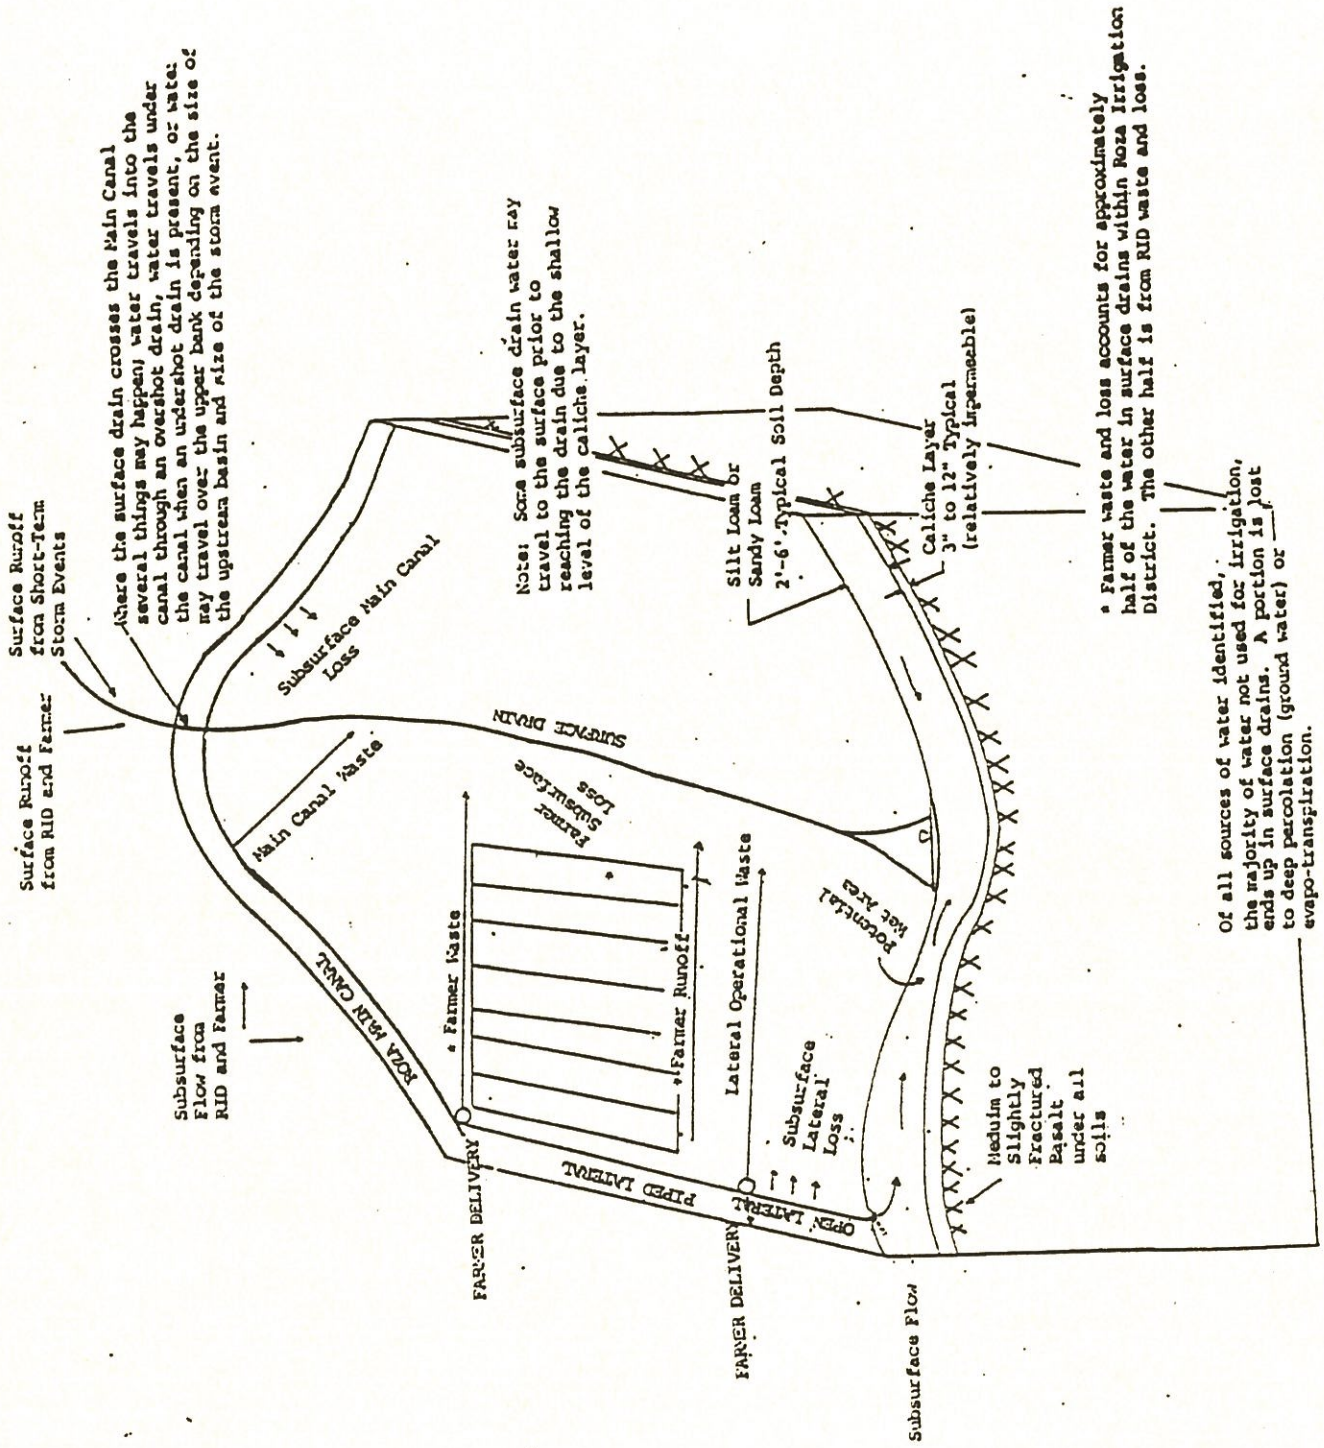 Surface Runoff
from RID and Farmer
Surface Runoff
from Short-Term
Storm Events
Where the surface drain crosses the Main Canal
several things may happen; water travels into the
canal through an overshot drain, water travels under
the canal when an undershot drain is present, or water
may travel over the upper bank depending on the size of
the upstream basin and size of the storm event.
Subsurface
Flow from
RID and Farmer
ROZA MAIN CANAL
Main Canal Waste
Subsurface Main Canal
Loss
SURFACE DRAIN
Note: Some subsurface drain water may
travel to the surface prior to
reaching the drain due to the shallow
level of the caliche layer.
FARMER DELIVERY
* Farmer Waste
Farmer
Subsurface
Loss
PIPED LATERAL
* Farmer Runoff
FARMER DELIVERY
Lateral Operational Waste
OPEN LATERAL
Subsurface
Lateral
Loss
Potential
Wet Area
Silt Loam or
Sandy Loam
2'-6' Typical Soil Depth
Subsurface Flow
Caliche Layer
3" to 12" Typical
(relatively impermeable)
Meduim to
Slightly
Fractured
Basalt
under all
soils
* Farmer waste and loss accounts for approximately
half of the water in surface drains within Roza Irrigation
District. The other half is from RID waste and loss.
Of all sources of water identified,
the majority of water not used for irrigation,
ends up in surface drains. A portion is lost
to deep percolation (ground water) or
evapo-transpiration.